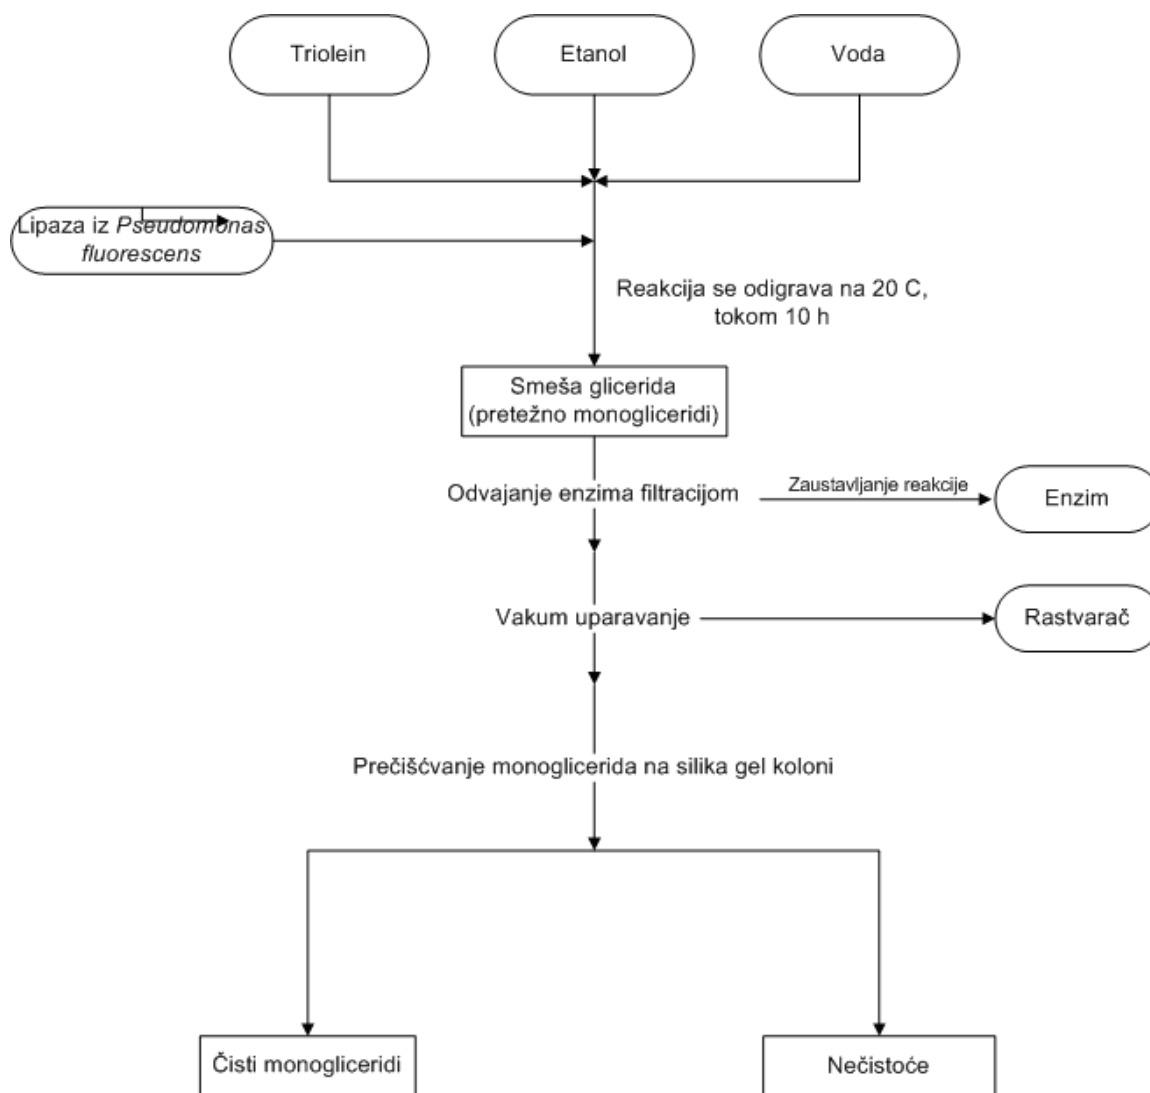 Triolein
Etanol
Voda
Lipaza iz Pseudomonas
fluorescens
Reakcija se odigrava na 20 C,
tokom 10 h
Smeša glicerida
(pretežno monogliceridi)
Odvajanje enzima filtracijom
Zaustavljanje reakcije
Enzim
Vakum uparavanje
Rastvarač
Prečišćvanje monoglicerida na silika gel koloni
Čisti monogliceridi
Nečistoće